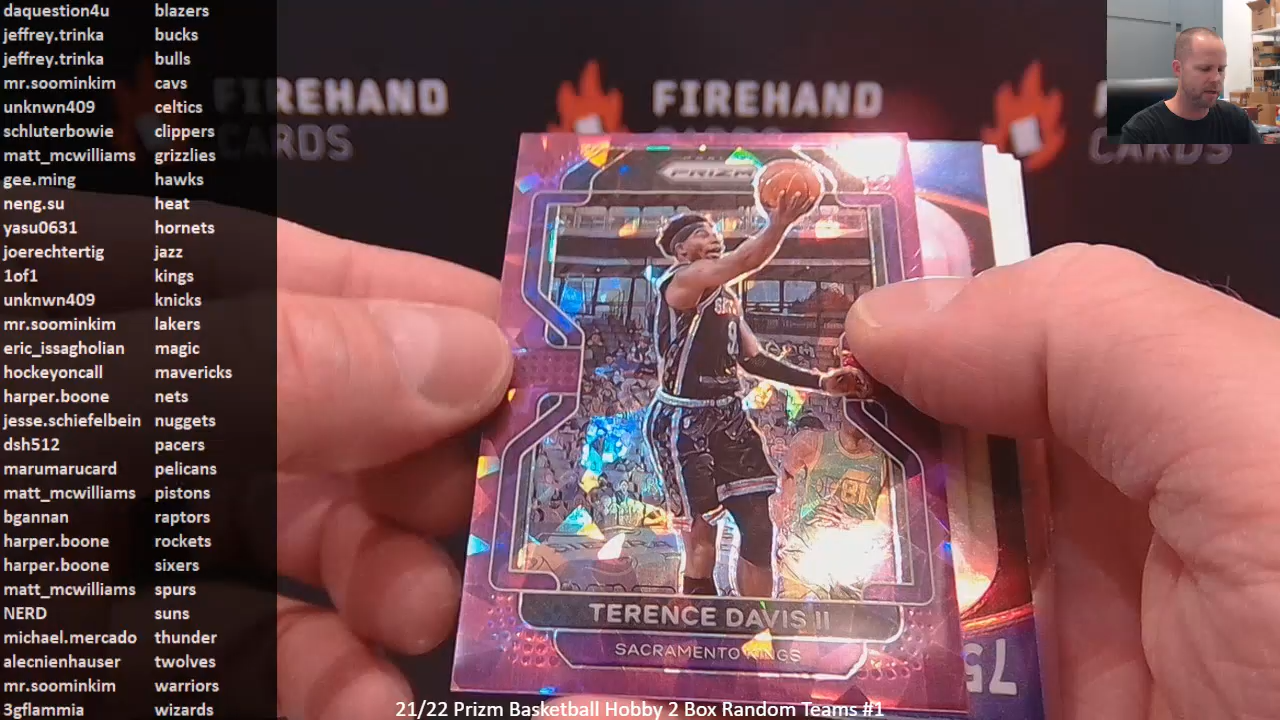 daquestion4u blazers
jeffrey.trinka bucks
jeffrey.trinka bulls
mr.soominkim cavs
unknwn409 celtics
schluterbowie clippers
matt_mcwilliams grizzlies
gee.ming hawks
neng.su heat
yasu0631 hornets
joerechtertig jazz
1of1 kings
unknwn409 knicks
mr.soominkim lakers
eric_issagholian magic
hockeyoncall mavericks
harper.boone nets
jesse.schiefelbein nuggets
dsh512 pacers
marumarucard pelicans
matt_mcwilliams pistons
bgannan raptors
harper.boone rockets
harper.boone sixers
matt_mcwilliams spurs
NERD suns
michael.mercado thunder
alecnienhauser twolves
mr.soominkim warriors
3gflammia wizards
FIREHAND
CARDS
FIREHAND
CARDS
PRIZM
9
TERENCE DAVIS II
SACRAMENTO KINGS
75
21/22 Prizm Basketball Hobby 2 Box Random Teams #1